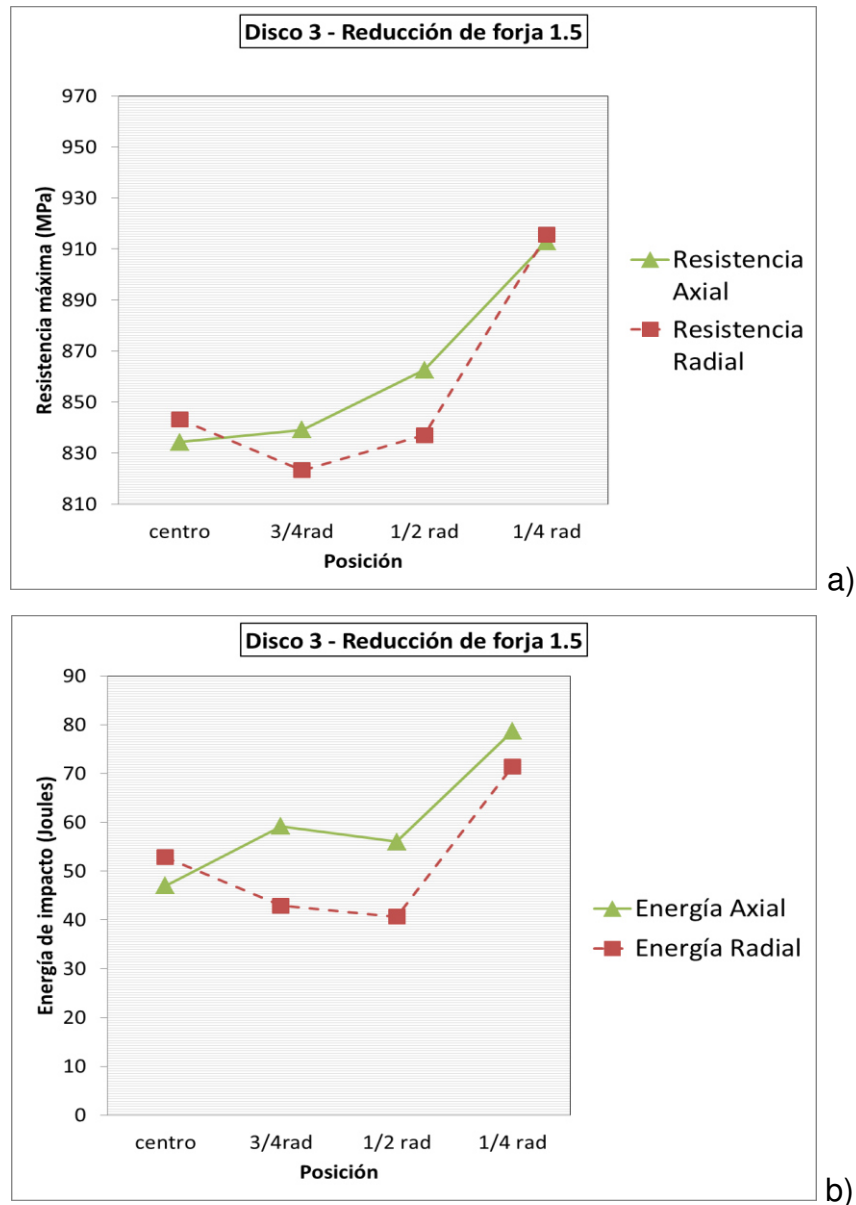 Disco 3 - Reducción de forja 1.5
970
950
930
910
890
870
850
830
810
Resistencia máxima (MPa)
centro
3/4rad
1/2 rad
1/4 rad
Posición
Resistencia
Axial
Resistencia
Radial
a)
Disco 3 - Reducción de forja 1.5
90
80
70
60
50
40
30
20
10
0
Energía de impacto (Joules)
centro
3/4rad
1/2 rad
1/4 rad
Posición
Energía Axial
Energía Radial
b)